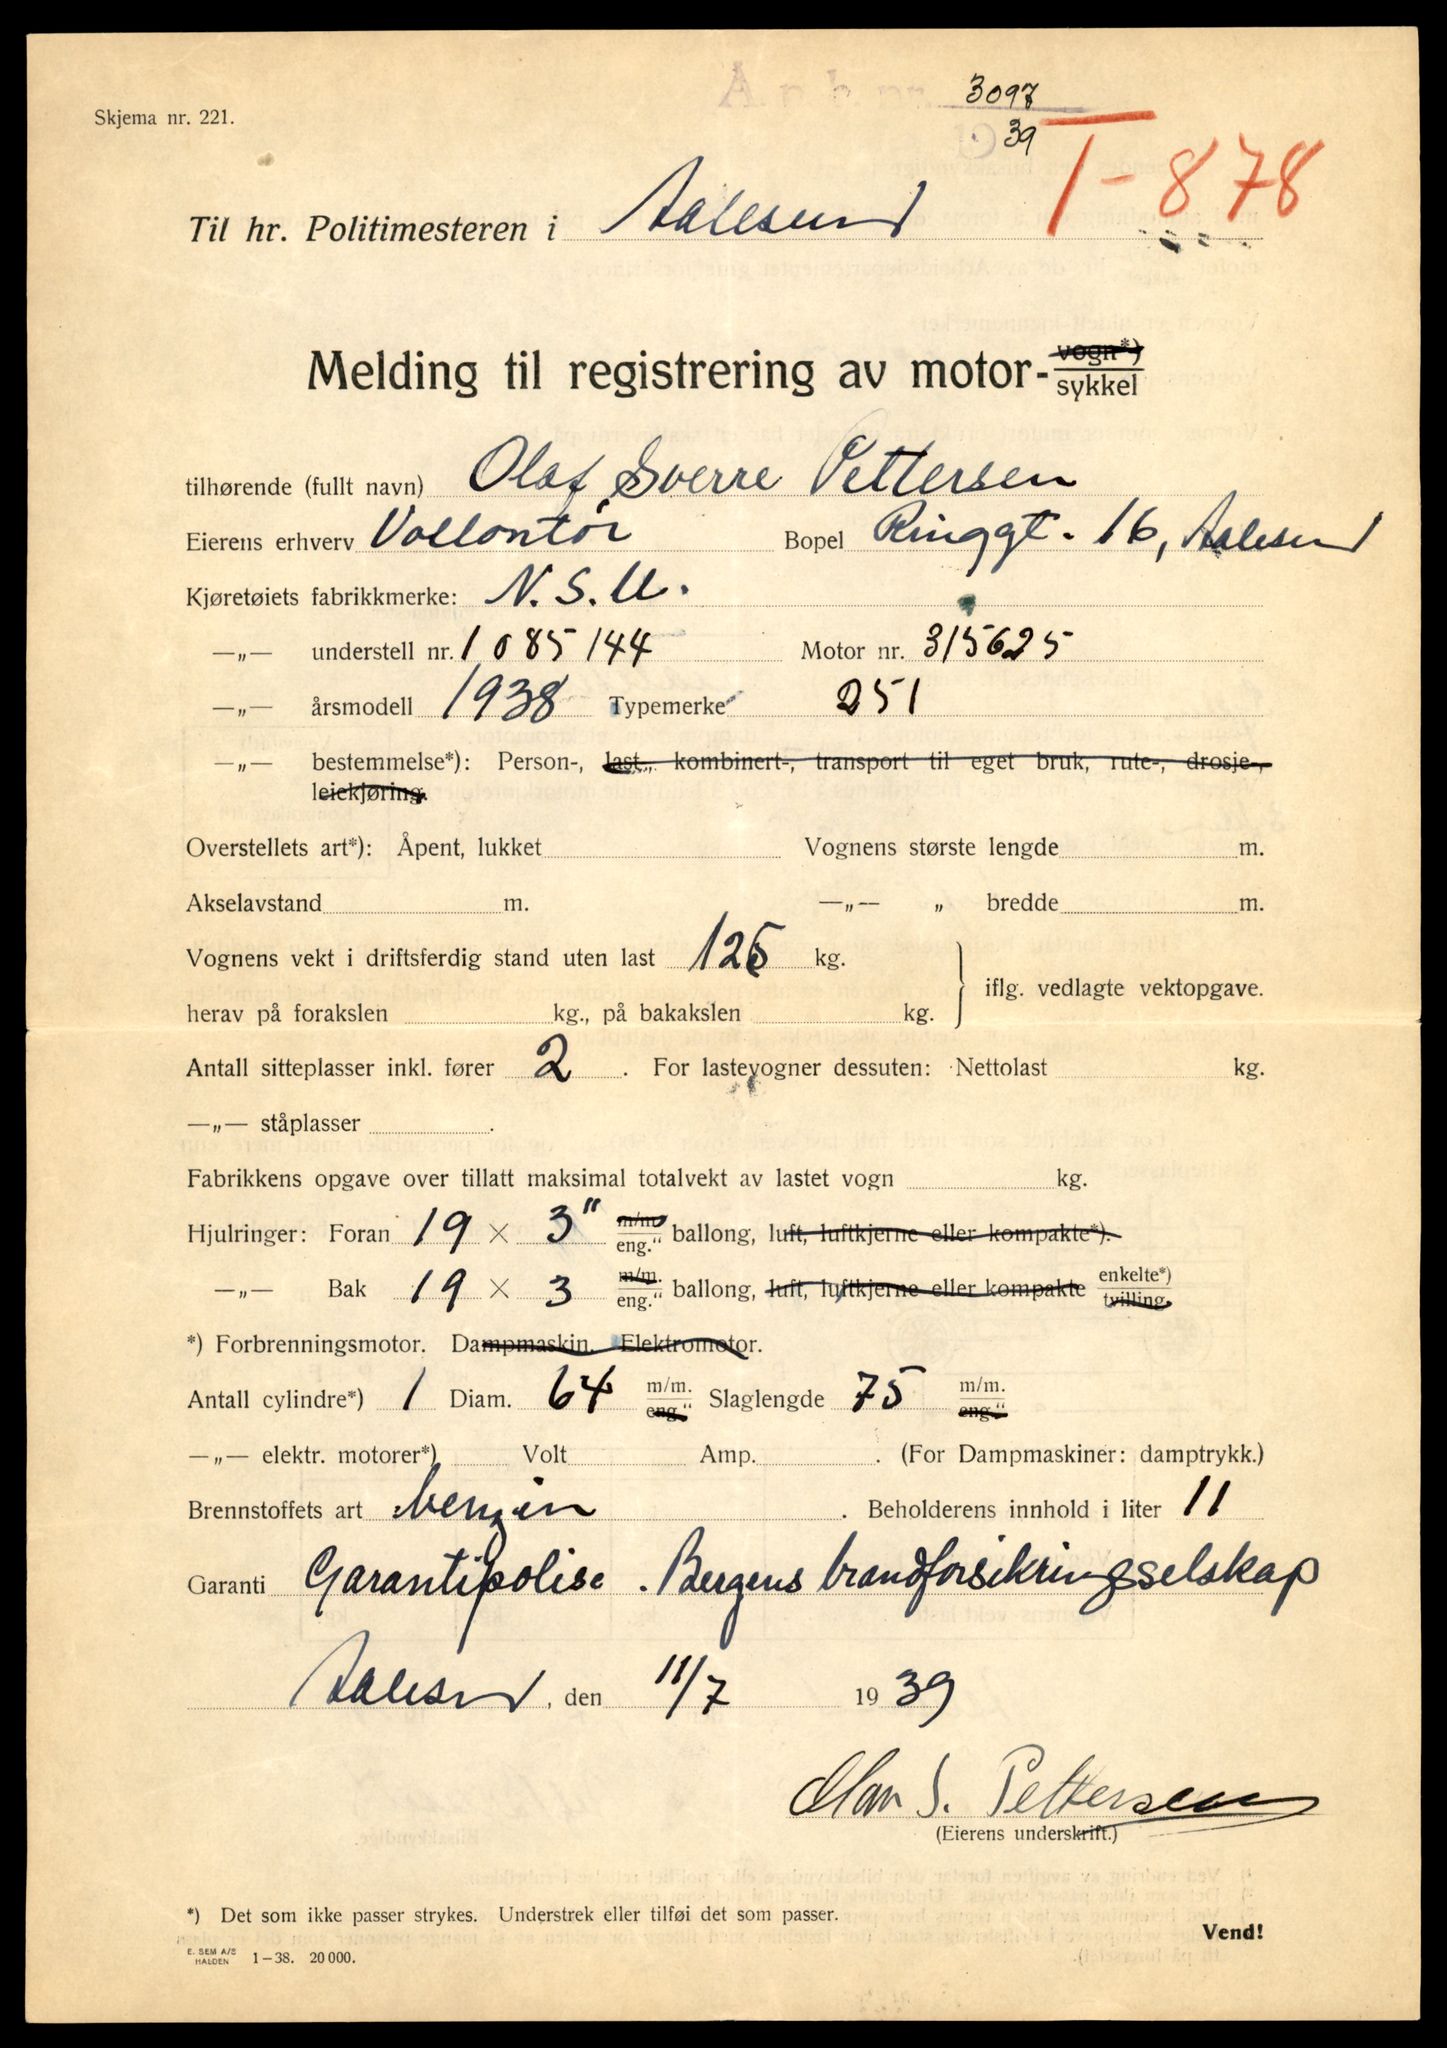 Å. r. b. nr. 3097
39
Skjema nr. 221.
T-878
Til hr. Politimesteren i Aalesund
Melding til registrering av motor- vogn*) / sykkel
tilhørende (fullt navn) Olaf Sverre Pettersen
Eierens erhverv Vollontør Bopel Ringgt. 16, Aalesund
Kjøretøiets fabrikkmerke: N.S.U.
—„— understell nr. 1085144 Motor nr. 315625
—„— årsmodell 1938 Typemerke 251
—„— bestemmelse*): Person-, last-, kombinert-, transport til eget bruk, rute-, drosje-,
leiekjøring.
Overstellets art*): Åpent, lukket Vognens største lengde m.
Akselavstand m. —„— „ bredde m.
Vognens vekt i driftsferdig stand uten last 125 kg.
iflg. vedlagte vektopgave.
herav på forakslen kg., på bakakslen kg.
Antall sitteplasser inkl. fører 2. For lastevogner dessuten: Nettolast kg.
—„— ståplasser .
Fabrikkens opgave over tillatt maksimal totalvekt av lastet vogn kg.
Hjulringer: Foran 19 × 3" m/m / eng.“ ballong, luft, luftkjerne eller kompakte*).
—„— Bak 19 × 3 m/m. / eng.“ ballong, luft, luftkjerne eller kompakte enkelte*) / tvilling.
*) Forbrenningsmotor. Dampmaskin. Elektromotor.
Antall cylindre*) 1 Diam. 64 m/m. / eng.“ Slaglengde 75 m/m. / eng.“
—„— elektr. motorer*) Volt Amp. . (For Dampmaskiner: damptrykk.)
Brennstoffets art benzin . Beholderens innhold i liter 11
Garanti Garantipolise. Bergens brandforsikringsselskap
Aalesund, den 11/7 1939
Olav S. Pettersen
(Eierens underskrift.)
*) Det som ikke passer strykes. Understrek eller tilføi det som passer.
Vend!
E. SEM A/S
HALDEN 1—38. 20 000.